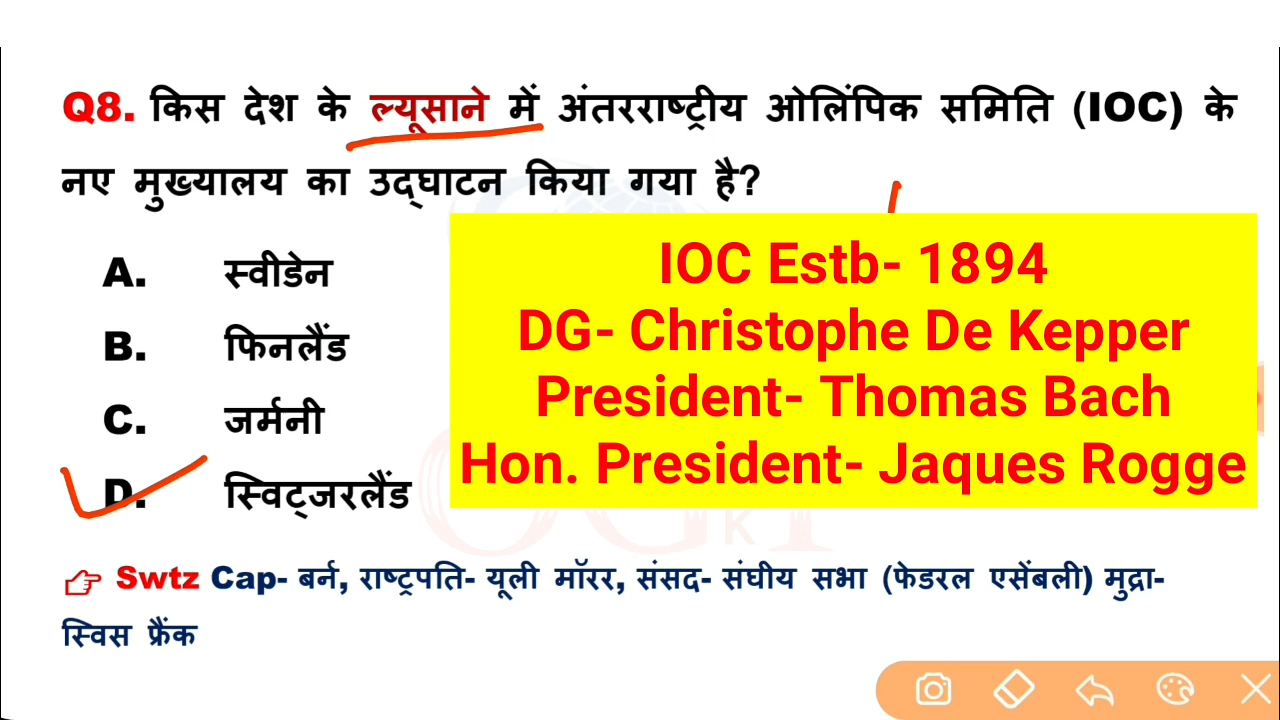 Q8. किस देश के ल्यूसाने में अंतरराष्ट्रीय ओलिंपिक समिति (IOC) के
नए मुख्यालय का उद्घाटन किया गया है?
A. स्वीडेन
B. फिनलैंड
C. जर्मनी
D. स्विट्जरलैंड
IOC Estb- 1894
DG- Christophe De Kepper
President- Thomas Bach
Hon. President- Jaques Rogge
Swtz Cap- बर्न, राष्ट्रपति- यूली मॉरर, संसद- संघीय सभा (फेडरल एसेंबली) मुद्रा-
स्विस फ्रैंक